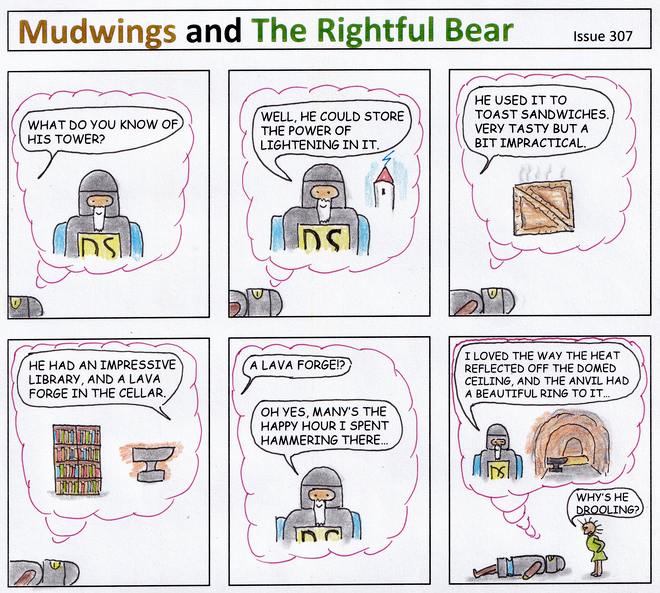 Mudwings and The Rightful Bear
Issue 307
WHAT DO YOU KNOW OF
HIS TOWER?
DS
WELL, HE COULD STORE
THE POWER OF
LIGHTENING IN IT.
DS
HE USED IT TO
TOAST SANDWICHES.
VERY TASTY BUT A
BIT IMPRACTICAL.
HE HAD AN IMPRESSIVE
LIBRARY, AND A LAVA
FORGE IN THE CELLAR.
A LAVA FORGE!?
OH YES, MANY'S THE
HAPPY HOUR I SPENT
HAMMERING THERE...
DS
I LOVED THE WAY THE HEAT
REFLECTED OFF THE DOMED
CEILING, AND THE ANVIL HAD
A BEAUTIFUL RING TO IT...
DS
WHY'S HE
DROOLING?